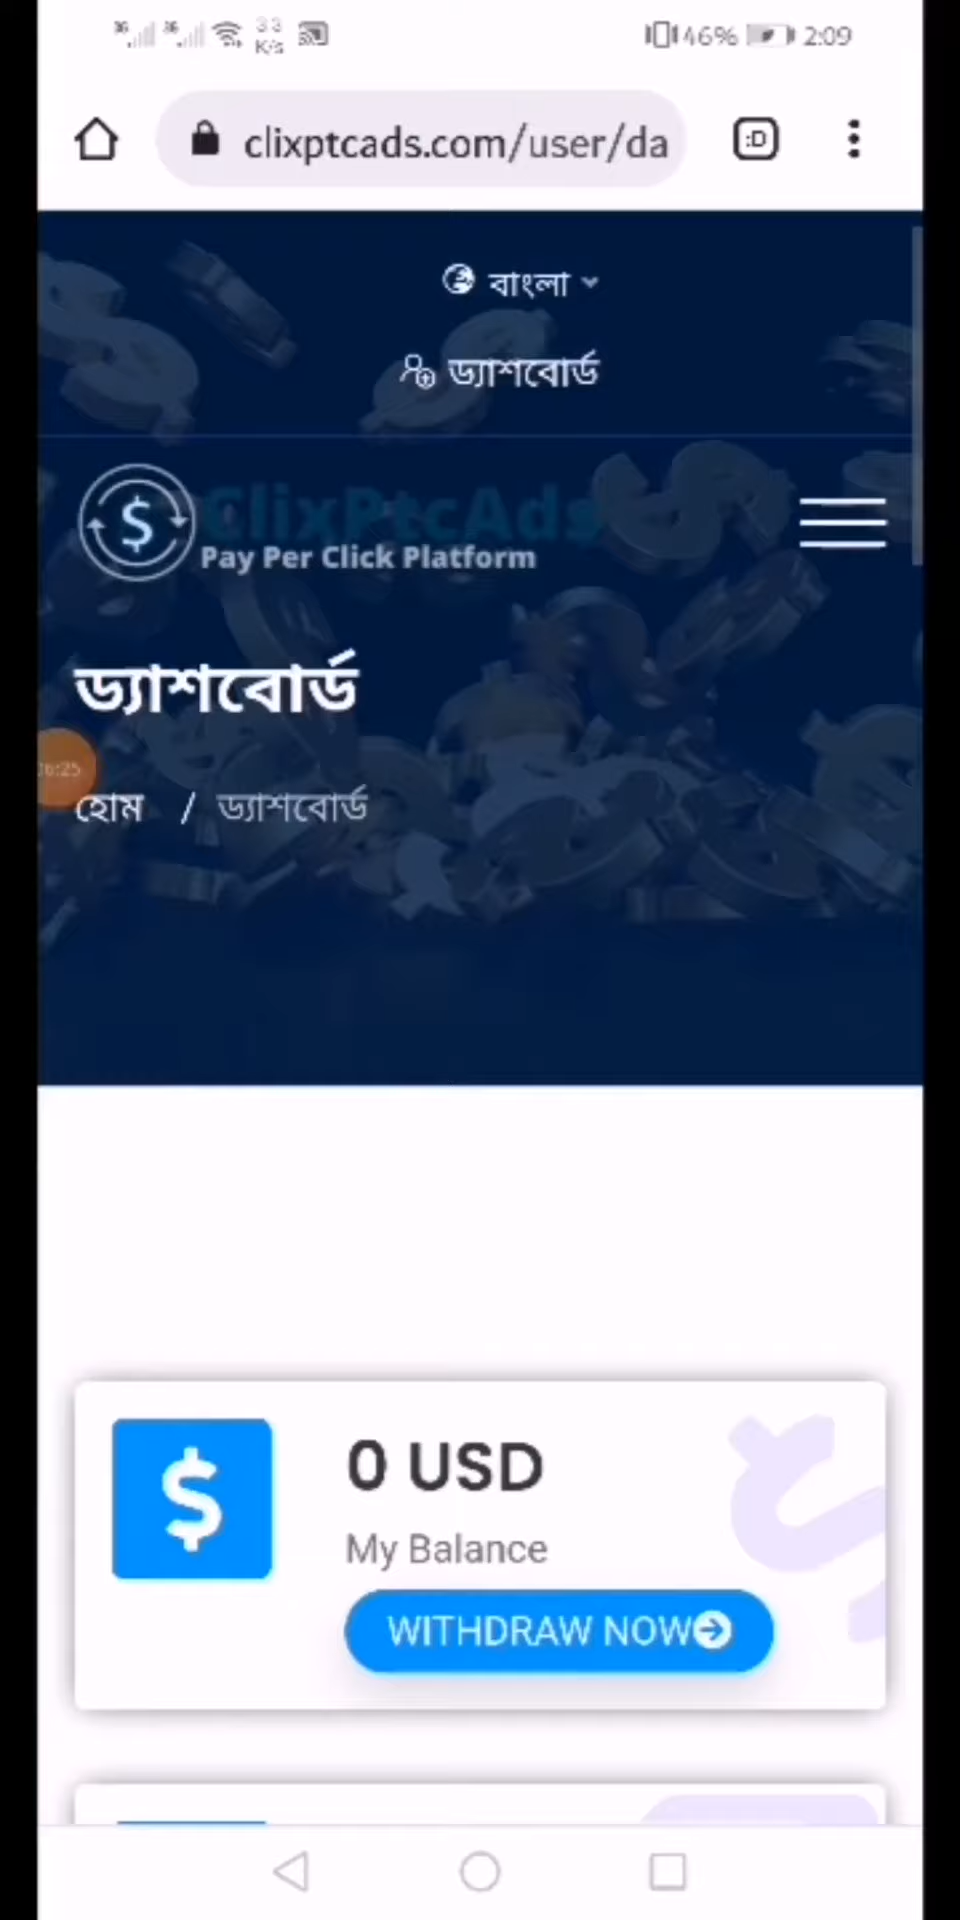 33
K/s
46%
2:09
clixptcads.com/user/da
:D
বাংলা
ড্যাশবোর্ড
ClixPtcAds
Pay Per Click Platform
ড্যাশবোর্ড
হোম / ড্যাশবোর্ড
0 USD
My Balance
WITHDRAW NOW